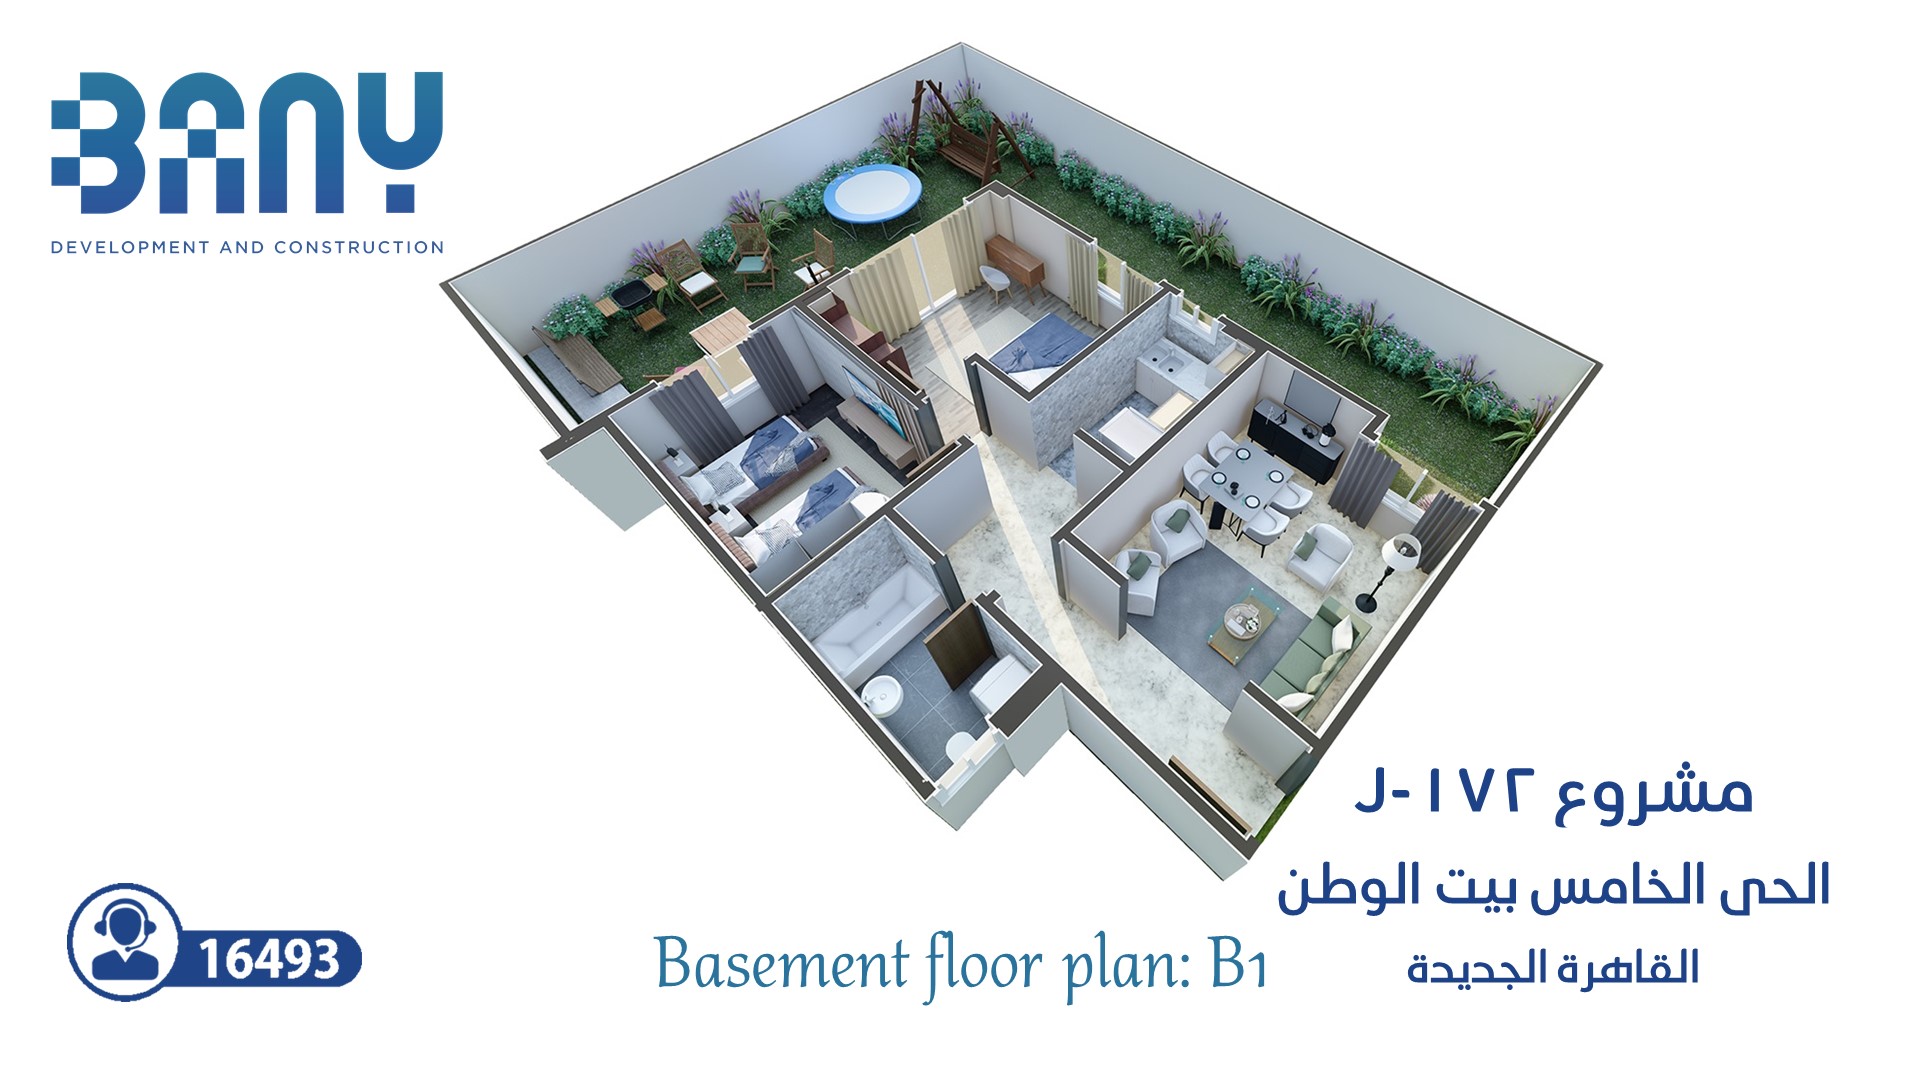 BANY
DEVELOPMENT AND CONSTRUCTION
مشروع J-١٧٢
الحى الخامس بيت الوطن
القاهرة الجديدة
Basement floor plan: B1
16493